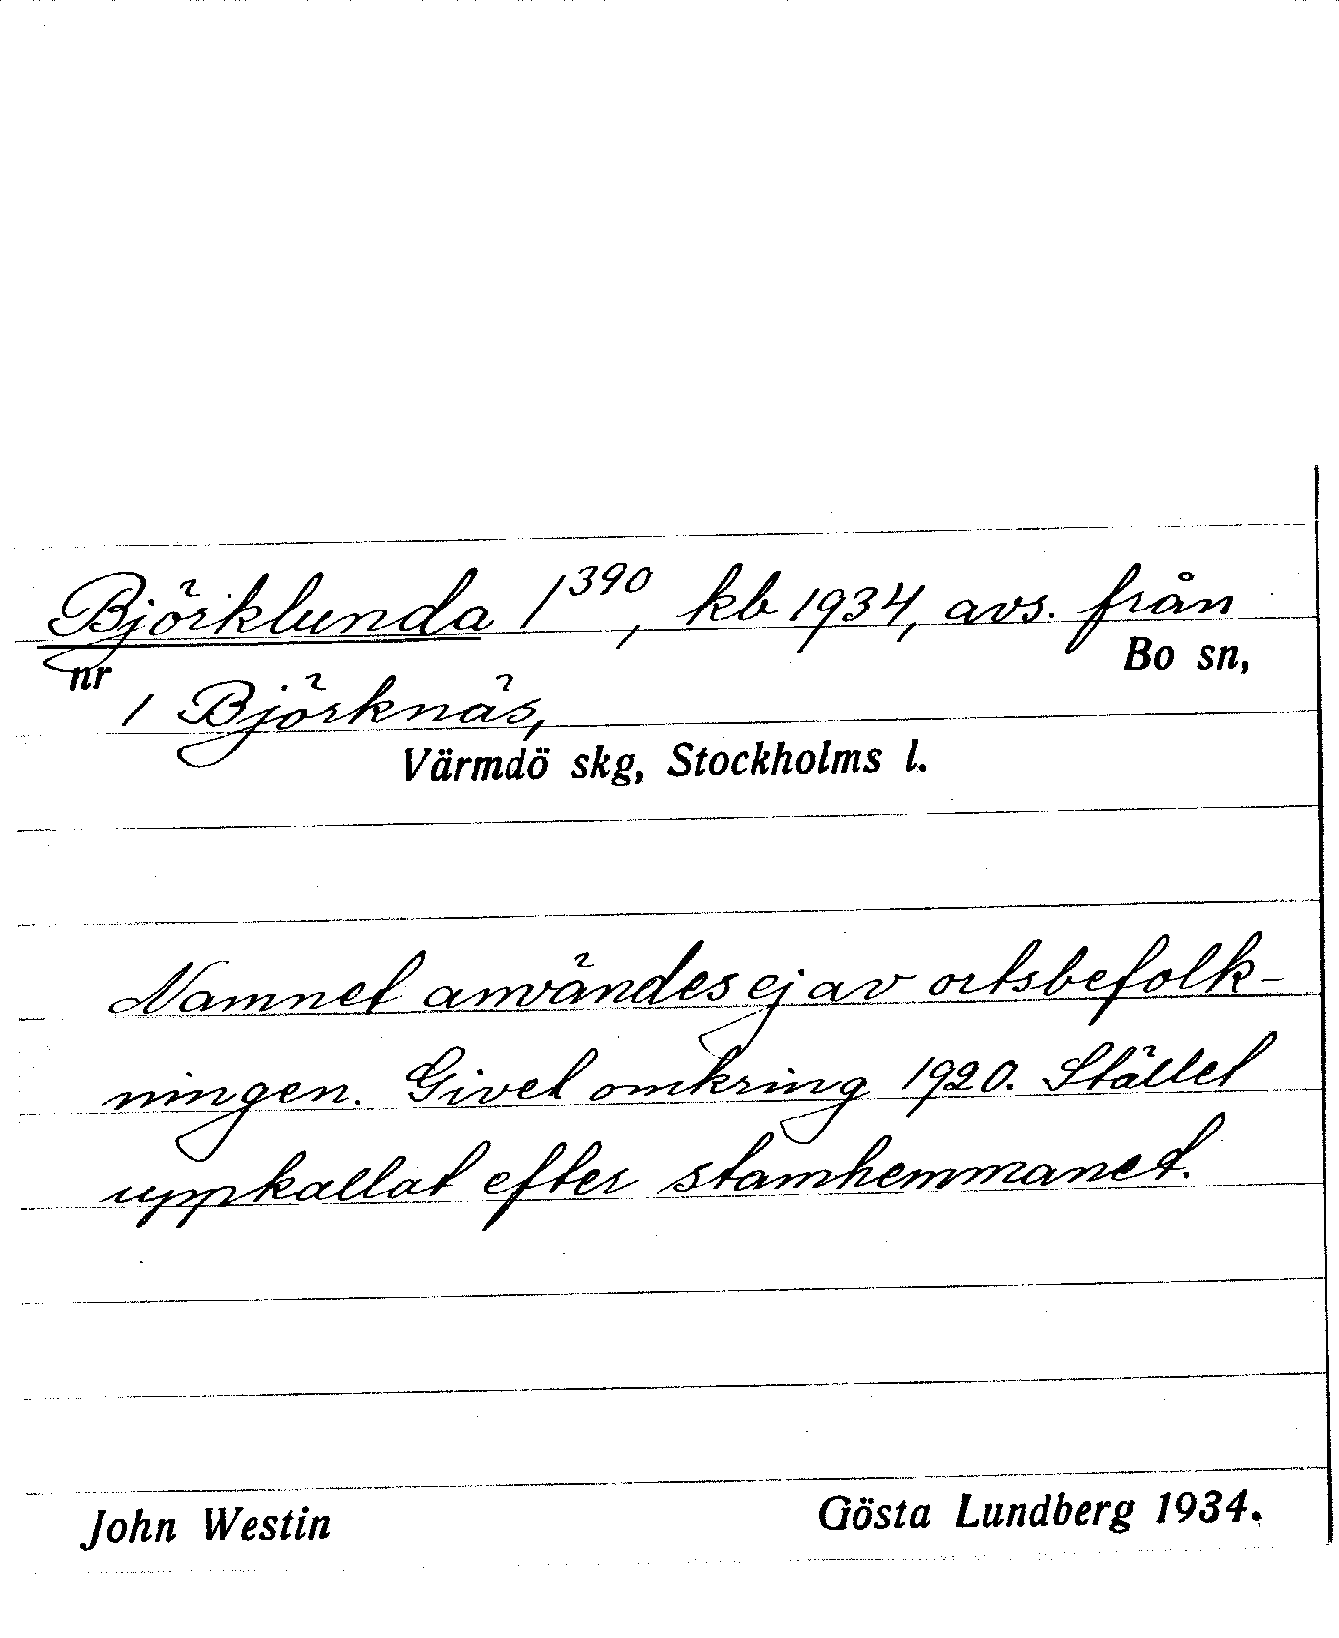 Björklunda 1³⁹⁰, kb 1934, avs. från
Bo sn,
nr
1 Björknäs,
Värmdö skg, Stockholms l.
Namnet användes ej av ortsbefolk-
ningen. Givet omkring 1920. Stället
uppkallat efter stamhemmanet.
John Westin Gösta Lundberg 1934.